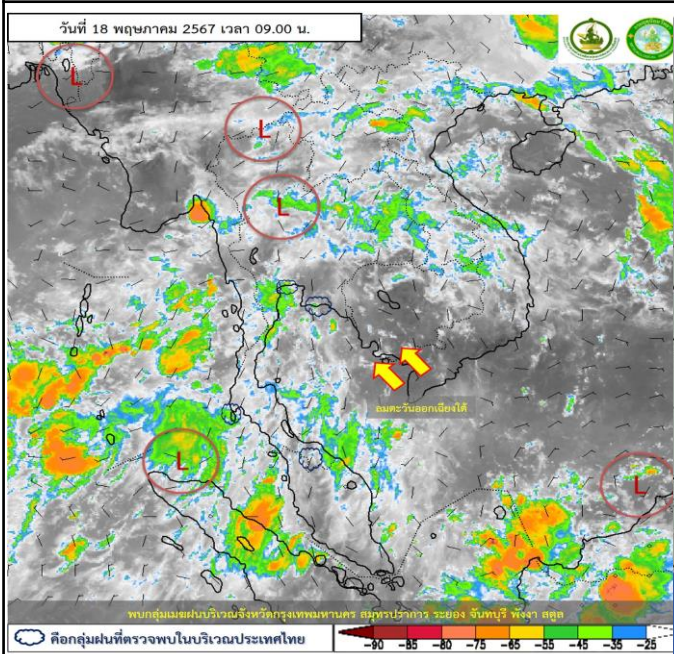 วันที่ 18 พฤษภาคม 2567 เวลา 09.00 น.
L
L
L
ลมตะวันออกเฉียงใต้
L
L
พบกลุ่มเมฆฝนบริเวณจังหวัดกรุงเทพมหานคร สมุทรปราการ ระยอง จันทบุรี พังงา สตูล
คือกลุ่มฝนที่ตรวจพบในบริเวณประเทศไทย
-90 -85 -80 -75 -65 -55 -45 -35 -25